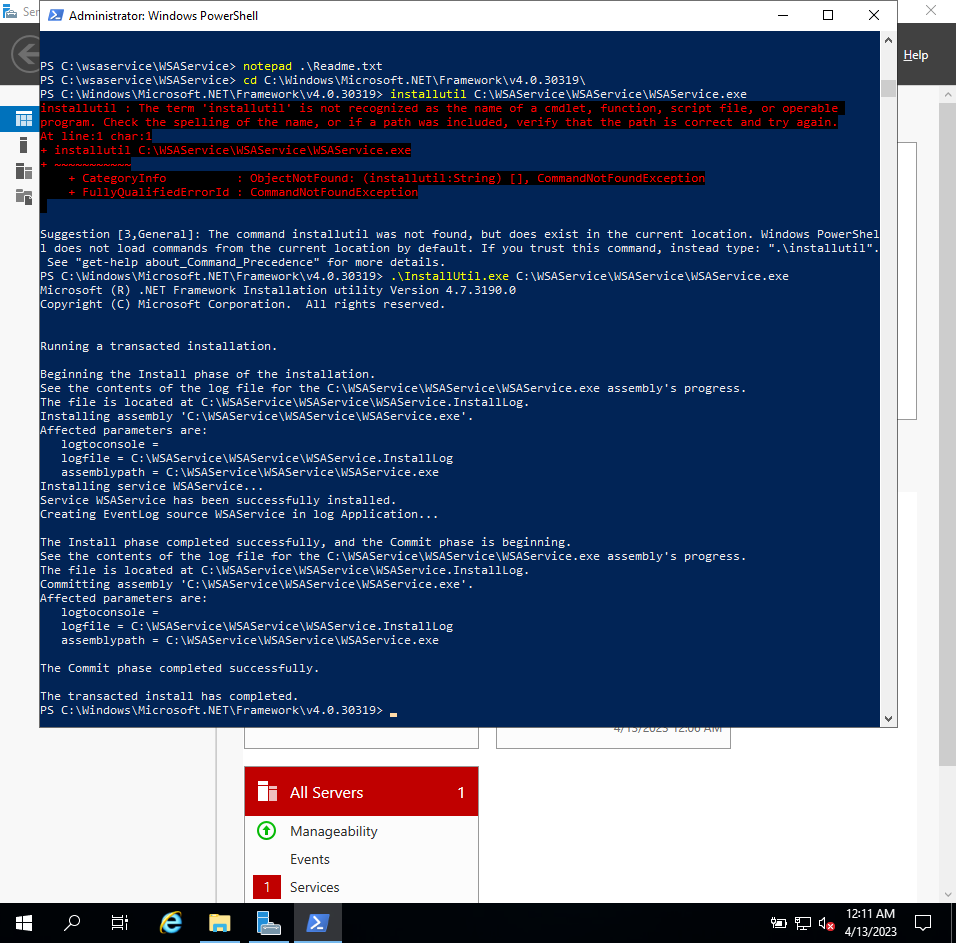 Ser
Administrator: Windows PowerShell
Help
PS C:\wsaservice\WSAService> notepad .\Readme.txt
PS C:\wsaservice\WSAService> cd C:\Windows\Microsoft.NET\Framework\v4.0.30319\
PS C:\Windows\Microsoft.NET\Framework\v4.0.30319> installutil C:\WSAService\WSAService\WSAService.exe
installutil : The term 'installutil' is not recognized as the name of a cmdlet, function, script file, or operable
program. Check the spelling of the name, or if a path was included, verify that the path is correct and try again.
At line:1 char:1
+ installutil C:\WSAService\WSAService\WSAService.exe
+ ~~~~~~~~~~~
+ CategoryInfo : ObjectNotFound: (installutil:String) [], CommandNotFoundException
+ FullyQualifiedErrorId : CommandNotFoundException
Suggestion [3,General]: The command installutil was not found, but does exist in the current location. Windows PowerShel
l does not load commands from the current location by default. If you trust this command, instead type: ".\installutil".
See "get-help about_Command_Precedence" for more details.
PS C:\Windows\Microsoft.NET\Framework\v4.0.30319> .\InstallUtil.exe C:\WSAService\WSAService\WSAService.exe
Microsoft (R) .NET Framework Installation utility Version 4.7.3190.0
Copyright (C) Microsoft Corporation.  All rights reserved.
Running a transacted installation.
Beginning the Install phase of the installation.
See the contents of the log file for the C:\WSAService\WSAService\WSAService.exe assembly's progress.
The file is located at C:\WSAService\WSAService\WSAService.InstallLog.
Installing assembly 'C:\WSAService\WSAService\WSAService.exe'.
Affected parameters are:
logtoconsole =
logfile = C:\WSAService\WSAService\WSAService.InstallLog
assemblypath = C:\WSAService\WSAService\WSAService.exe
Installing service WSAService...
Service WSAService has been successfully installed.
Creating EventLog source WSAService in log Application...
The Install phase completed successfully, and the Commit phase is beginning.
See the contents of the log file for the C:\WSAService\WSAService\WSAService.exe assembly's progress.
The file is located at C:\WSAService\WSAService\WSAService.InstallLog.
Committing assembly 'C:\WSAService\WSAService\WSAService.exe'.
Affected parameters are:
logtoconsole =
logfile = C:\WSAService\WSAService\WSAService.InstallLog
assemblypath = C:\WSAService\WSAService\WSAService.exe
The Commit phase completed successfully.
The transacted install has completed.
PS C:\Windows\Microsoft.NET\Framework\v4.0.30319>
4/13/2023 12:06 AM
All Servers 1
Manageability
Events
1 Services
12:11 AM
4/13/2023